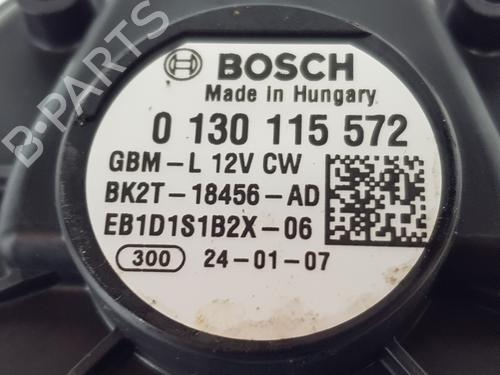 BOSCH
Made in Hungary
0 130 115 572
GBM-L 12V CW
BK2T-18456-AD
EB1D1S1B2X-06
300 24-01-07
B-PARTS